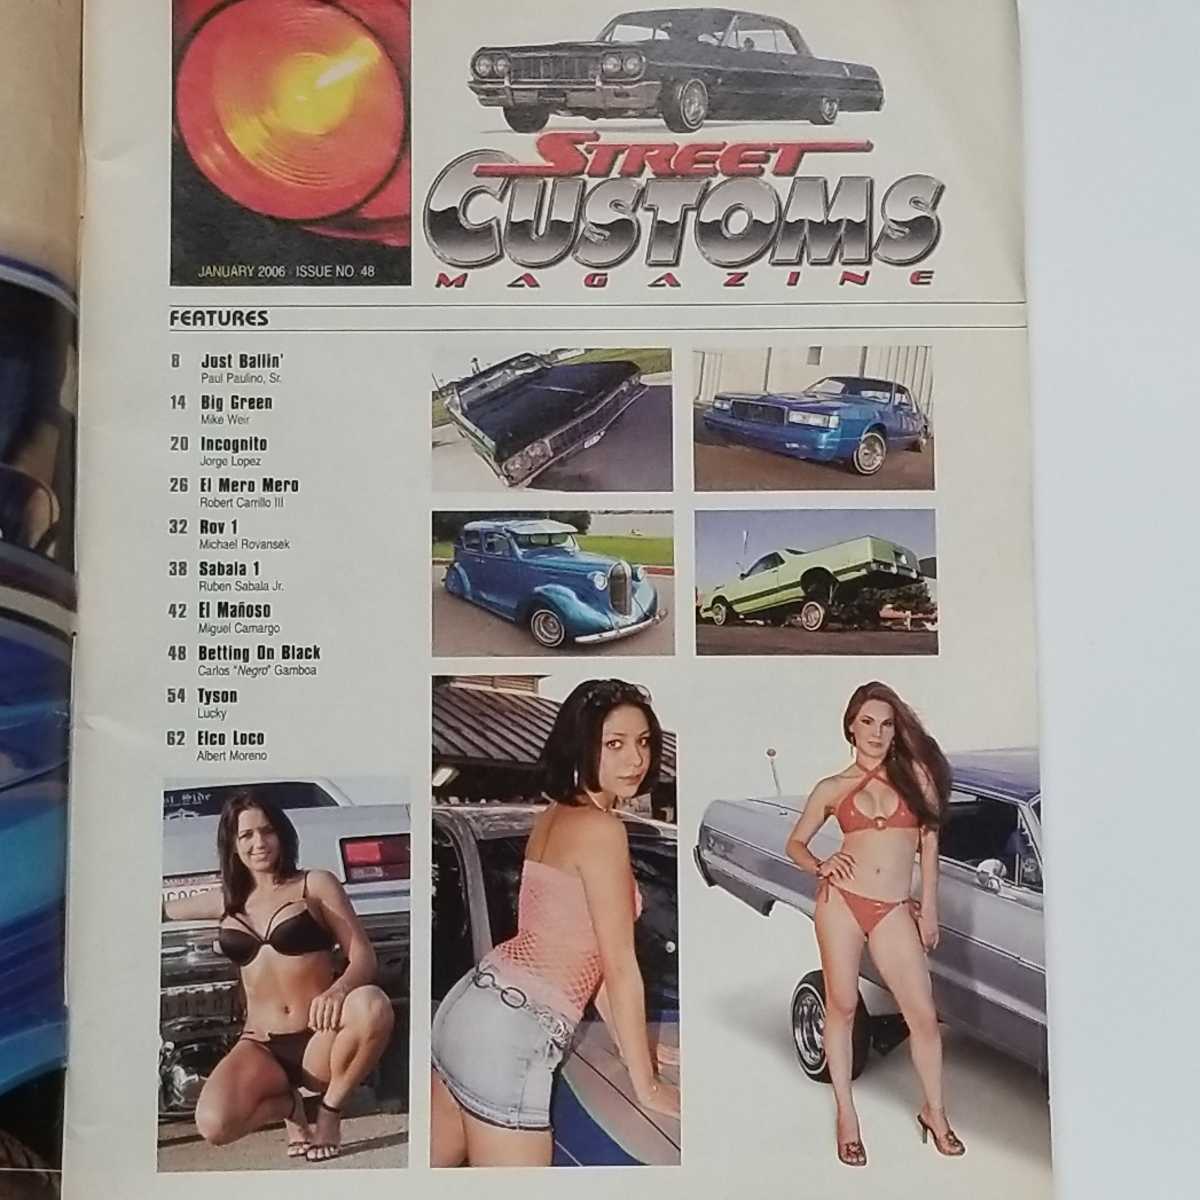 STREET
CUSTOMS
MAGAZINE
JANUARY 2006 ISSUE NO. 48
FEATURES
8 Just Ballin'
Paul Paulino, Sr.
14 Big Green
Mike Weir
20 Incognito
Jorge Lopez
26 El Mero Mero
Robert Carrillo III
32 Rov 1
Michael Rovansek
38 Sabala 1
Ruben Sabala Jr.
42 El Mañoso
Miguel Camargo
48 Betting On Black
Carlos "Negro" Gamboa
54 Tyson
Lucky
62 Elco Loco
Albert Moreno
Side